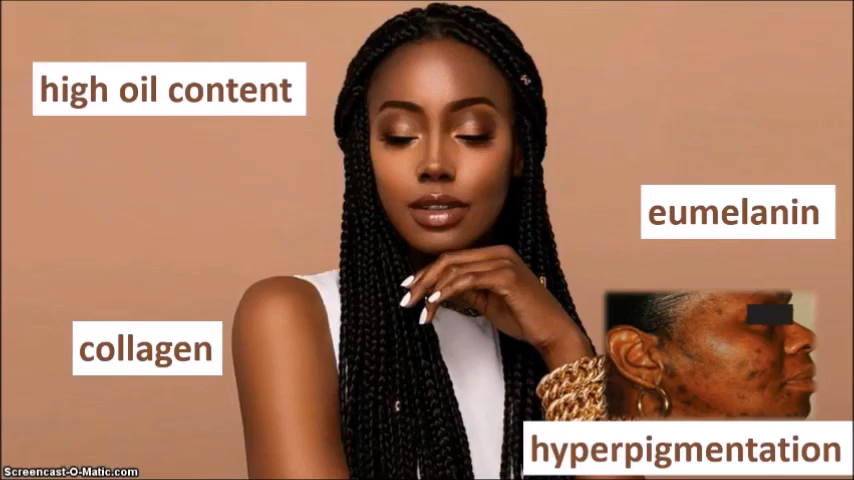 high oil content
eumelanin
collagen
hyperpigmentation
Screencast-O-Matic.com